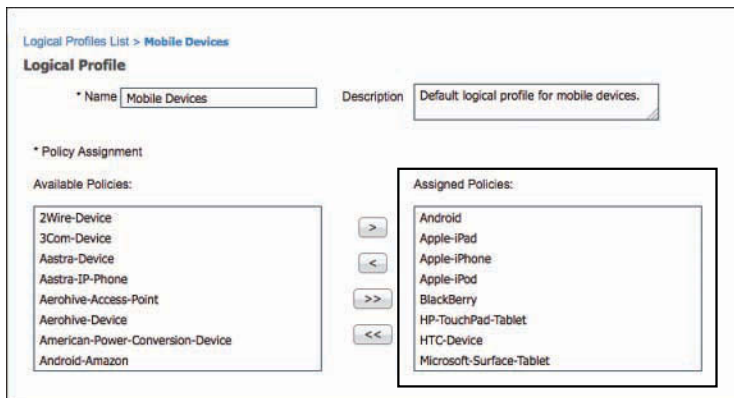 Logical Profiles List > Mobile Devices
Logical Profile
* Name Mobile Devices Description Default logical profile for mobile devices.
* Policy Assignment
Available Policies:
2Wire-Device
3Com-Device
Aastra-Device
Aastra-IP-Phone
Aerohive-Access-Point
Aerohive-Device
American-Power-Conversion-Device
Android-Amazon
>
<
>>
<<
Assigned Policies:
Android
Apple-iPad
Apple-iPhone
Apple-iPod
BlackBerry
HP-TouchPad-Tablet
HTC-Device
Microsoft-Surface-Tablet